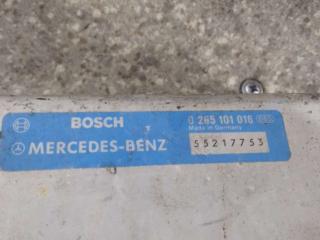 BOSCH 0 265 101 016
Made in Germany
MERCEDES-BENZ 55217753